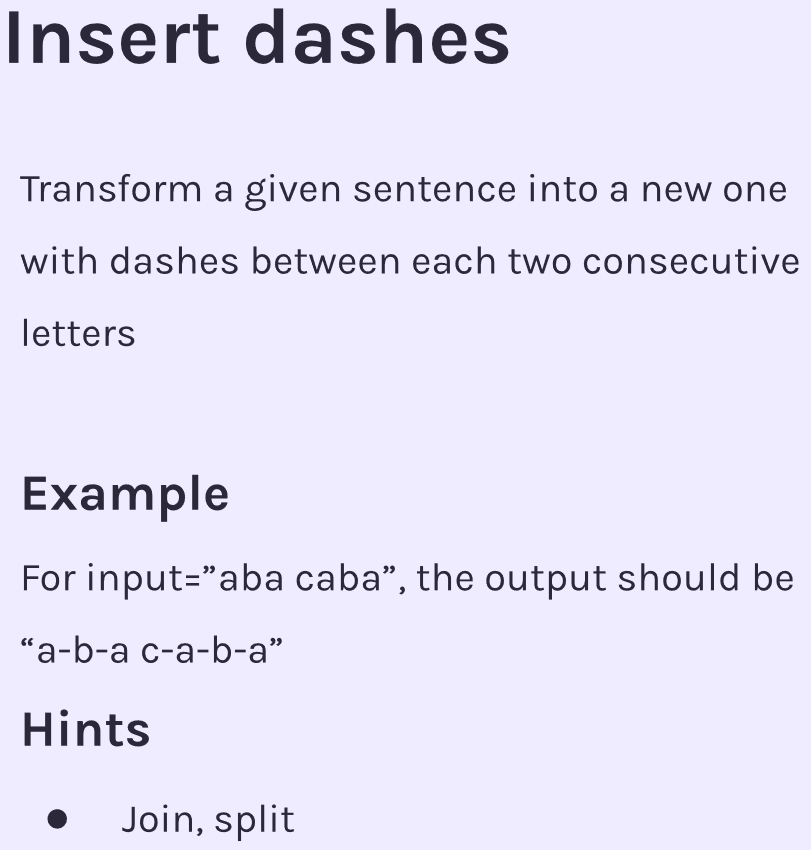 Insert dashes
Transform a given sentence into a new one
with dashes between each two consecutive
letters
Example
For input=”aba caba”, the output should be
“a-b-a c-a-b-a”
Hints
● Join, split